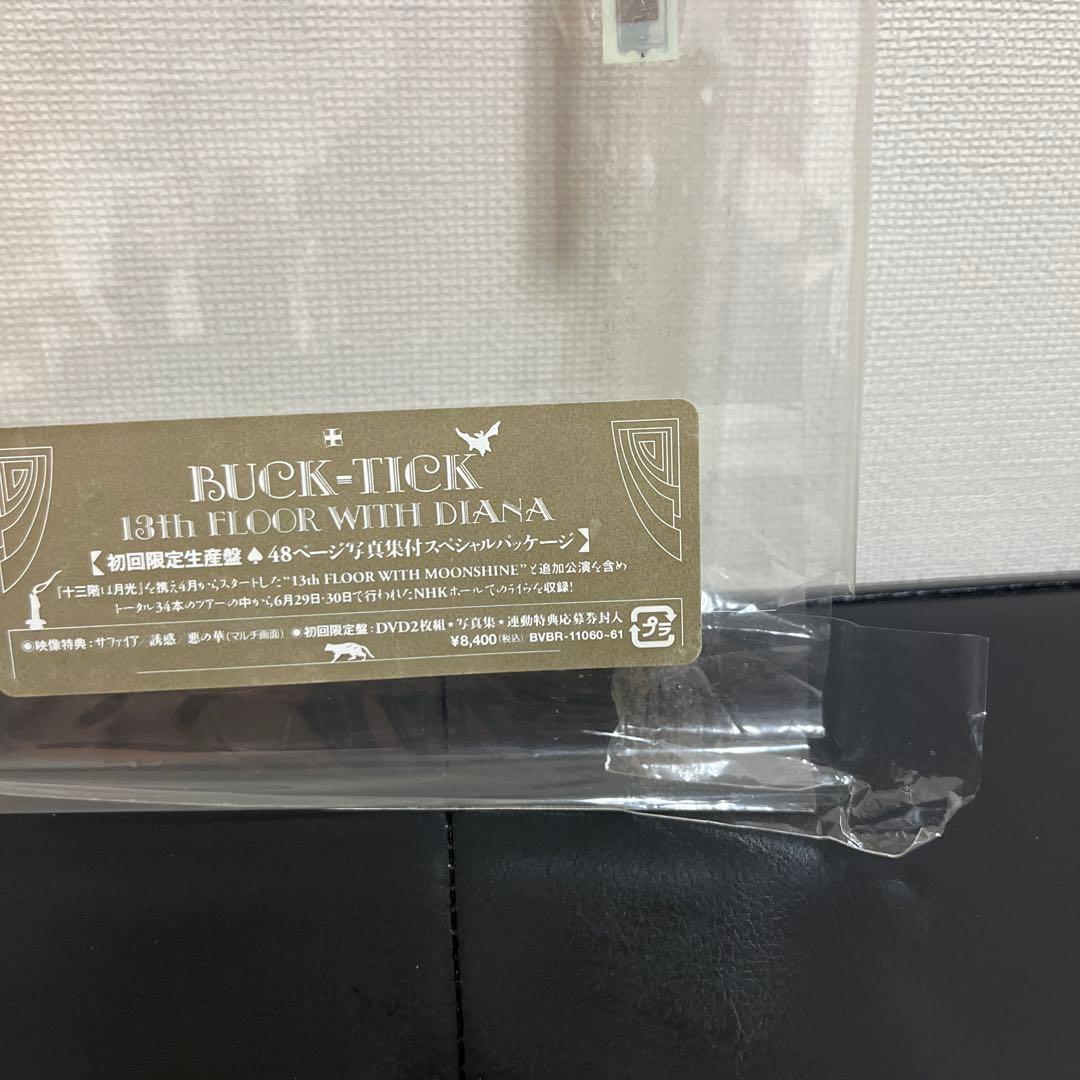 BUCK-TICK
13th FLOOR WITH DIANA
【初回限定生産盤♠48ページ写真集付スペシャルパッケージ】
『十三階は月光』を携え4月からスタートした“13th FLOOR WITH MOONSHINE”と追加公演を含め
トータル34本のツアーの中から6月29日・30日で行われたNHKホールでのライヴを収録!
◉映像特典:サファイア/誘惑/悪の華(マルチ画面) ◉初回限定盤:DVD2枚組★写真集★連動特典応募券封入
¥8,400(税込) BVBR-11060~61
プラ